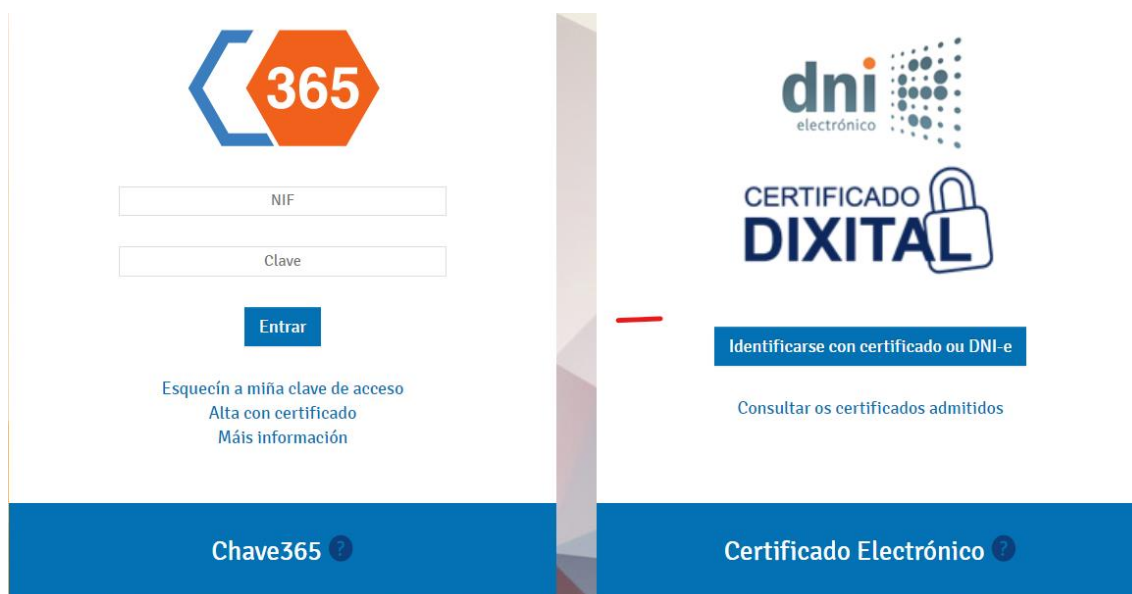 365
NIF
Clave
Entrar
Esquecín a miña clave de acceso
Alta con certificado
Máis información
Chave365 ?
dni
electrónico
CERTIFICADO
DIXITAL
Identificarse con certificado ou DNI-e
Consultar os certificados admitidos
Certificado Electrónico ?